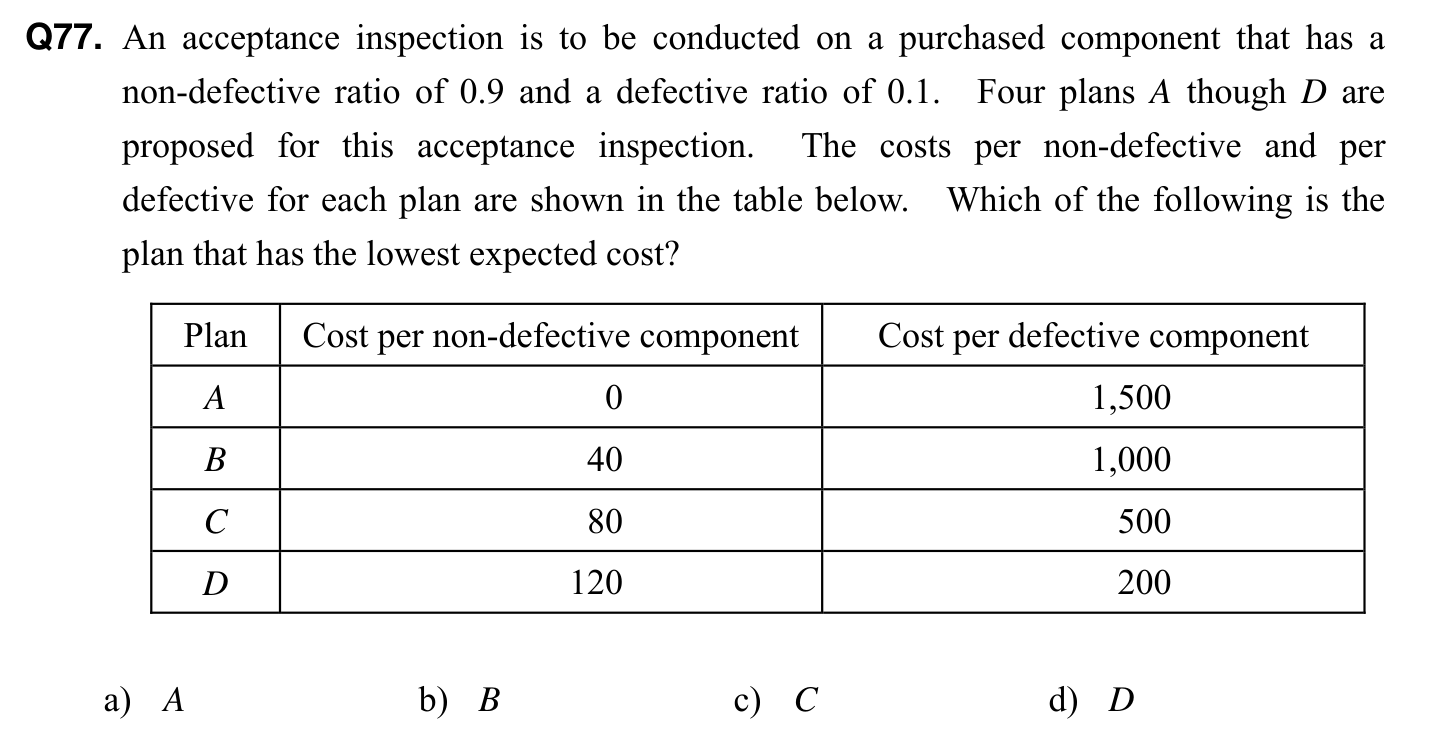 Q77. An acceptance inspection is to be conducted on a purchased component that has a
non-defective ratio of 0.9 and a defective ratio of 0.1. Four plans A though D are
proposed for this acceptance inspection. The costs per non-defective and per
defective for each plan are shown in the table below. Which of the following is the
plan that has the lowest expected cost?
Plan Cost per non-defective component Cost per defective component
A 0 1,500
B 40 1,000
C 80 500
D 120 200
a) A b) B c) C d) D